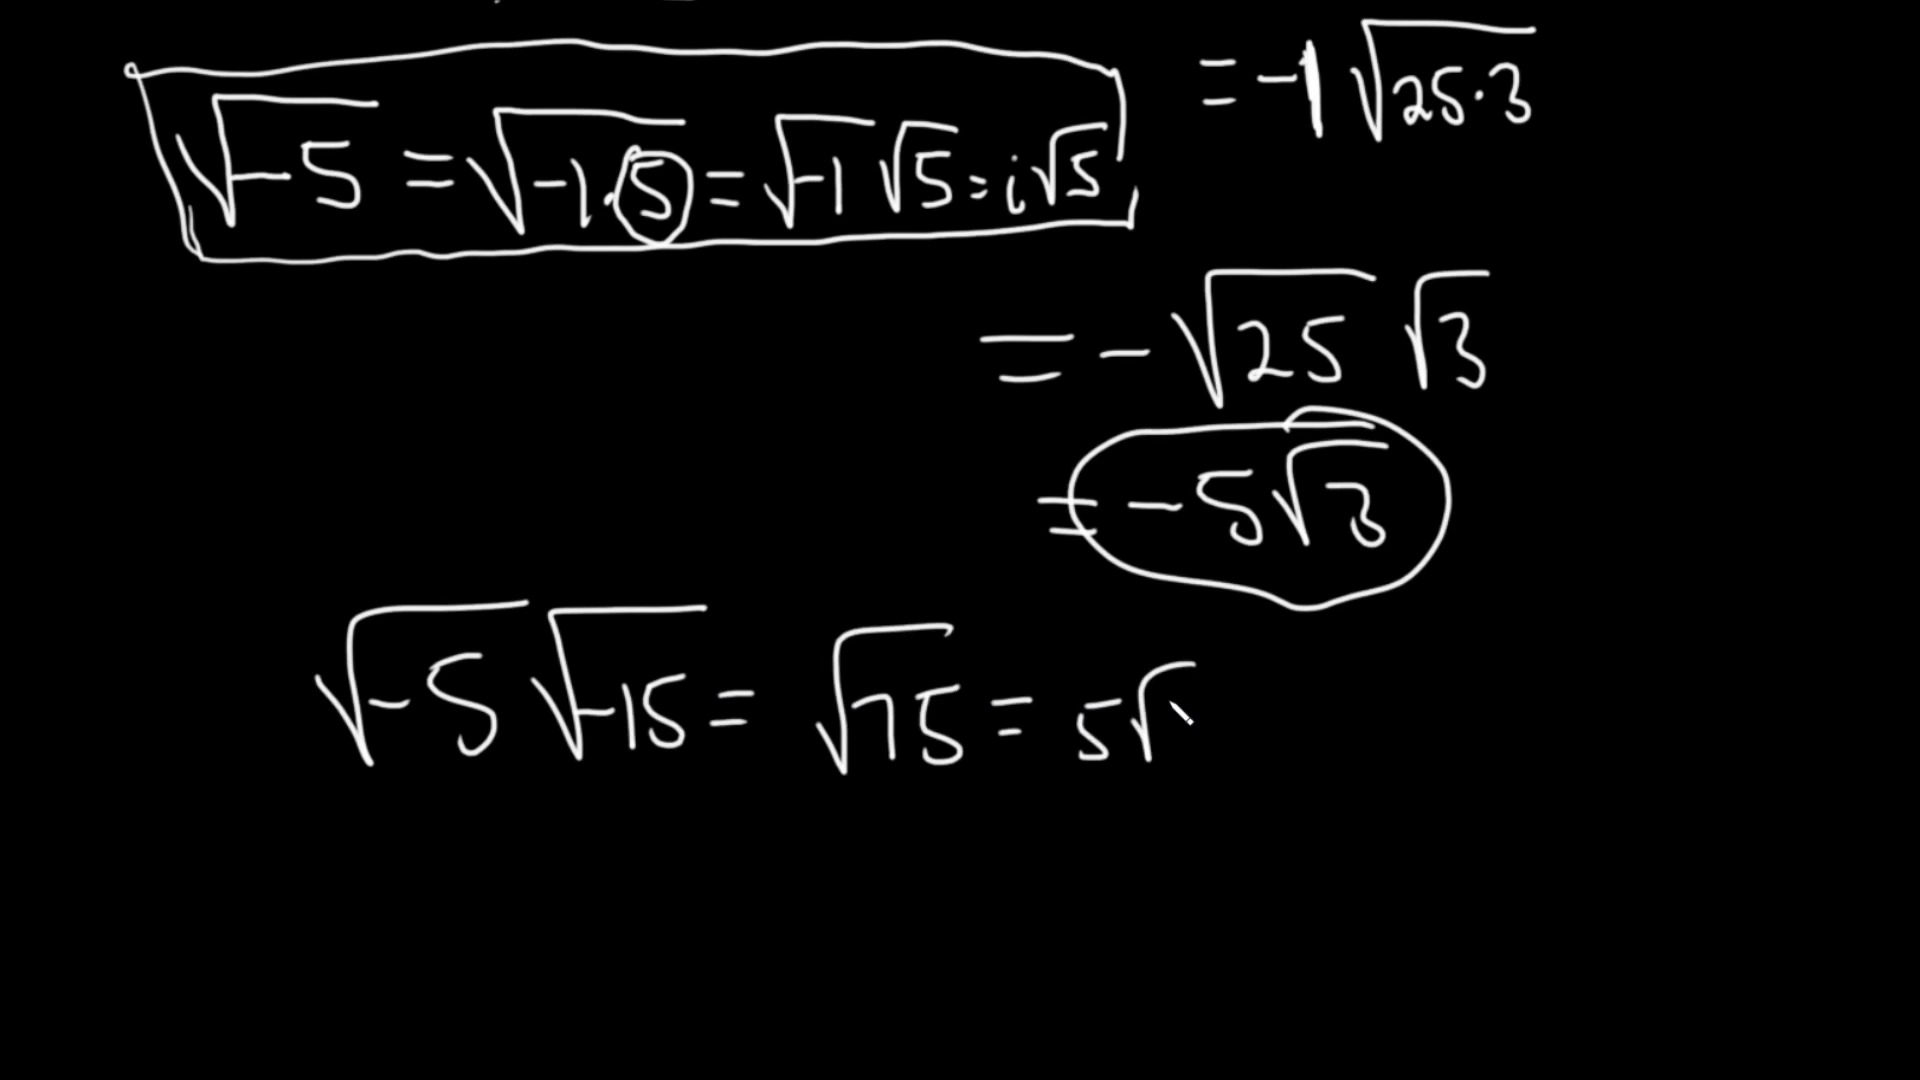 = -1 √25·3
√-5 = √-1·5 = √-1 √5 = i√5
= - √25 √3
= -5√3
√-5 √-15 = √75 = 5√